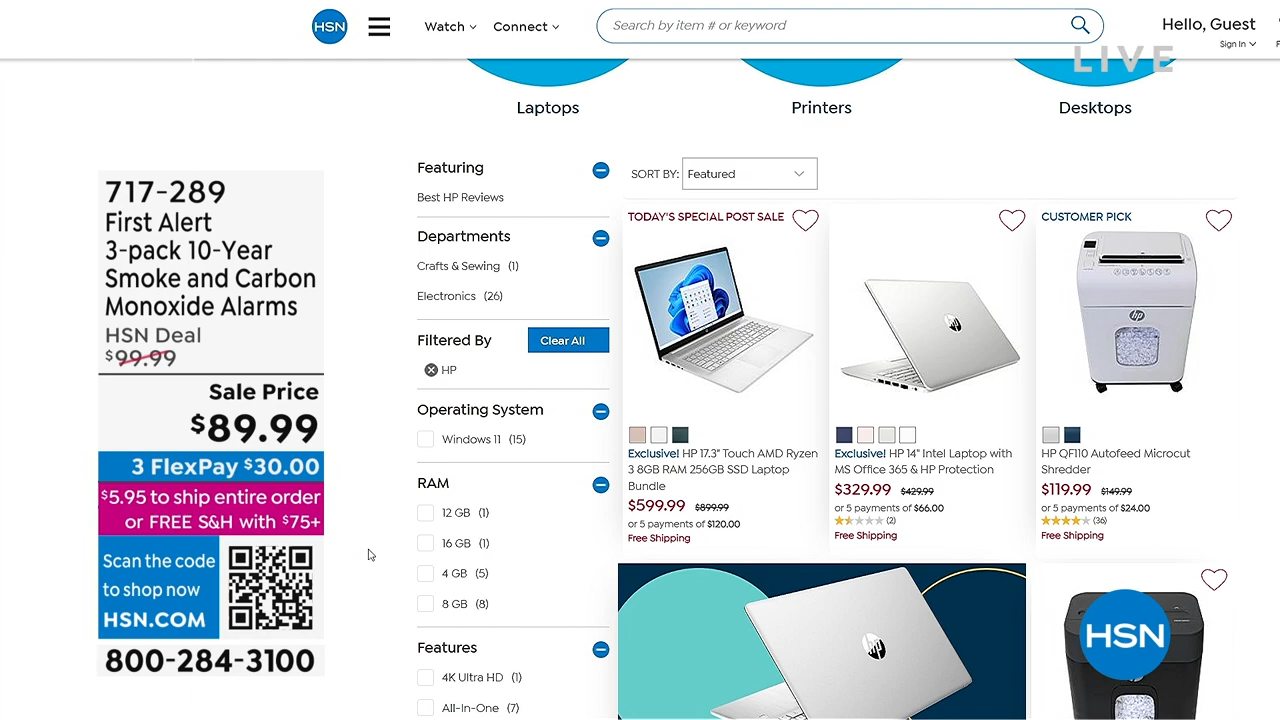 HSN
Watch
Connect
Search by item # or keyword
Hello, Guest
Sign In
LIVE
Laptops
Printers
Desktops
717-289
First Alert
3-pack 10-Year
Smoke and Carbon
Monoxide Alarms
HSN Deal
$99.99
Sale Price
$89.99
3 FlexPay $30.00
$5.95 to ship entire order
or FREE S&H with $75+
Scan the code
to shop now
HSN.COM
800-284-3100
Featuring
Best HP Reviews
Departments
Crafts & Sewing (1)
Electronics (26)
Filtered By
Clear All
HP
Operating System
Windows 11 (15)
RAM
12 GB (1)
16 GB (1)
4 GB (5)
8 GB (8)
Features
4K Ultra HD (1)
All-In-One (7)
SORT BY: Featured
TODAY'S SPECIAL POST SALE
Exclusive! HP 17.3" Touch AMD Ryzen
3 8GB RAM 256GB SSD Laptop
Bundle
$599.99 $899.99
or 5 payments of $120.00
Free Shipping
hp
Exclusive! HP 14" Intel Laptop with
MS Office 365 & HP Protection
$329.99 $429.99
or 5 payments of $66.00
(2)
Free Shipping
CUSTOMER PICK
hp
HP QF110 Autofeed Microcut
Shredder
$119.99 $149.99
or 5 payments of $24.00
(36)
Free Shipping
hp
HSN